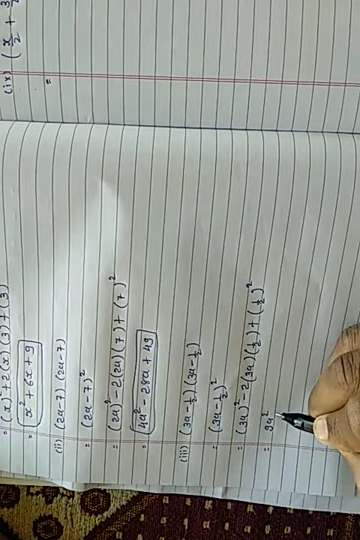 = (x)² + 2(x)(3) + (3)
= x² + 6x + 9
(ii) (2a-7) (2a-7)
= (2a-7)²
= (2a)² - 2(2a)(7) + (7)²
= 4a² - 28a + 49
(iii) (3a-1/2) (3a-1/2)
= (3a-1/2)²
= (3a)² - 2(3a)(1/2) + (1/2)²
= 9a²
(ix) (x/2 + 3
=